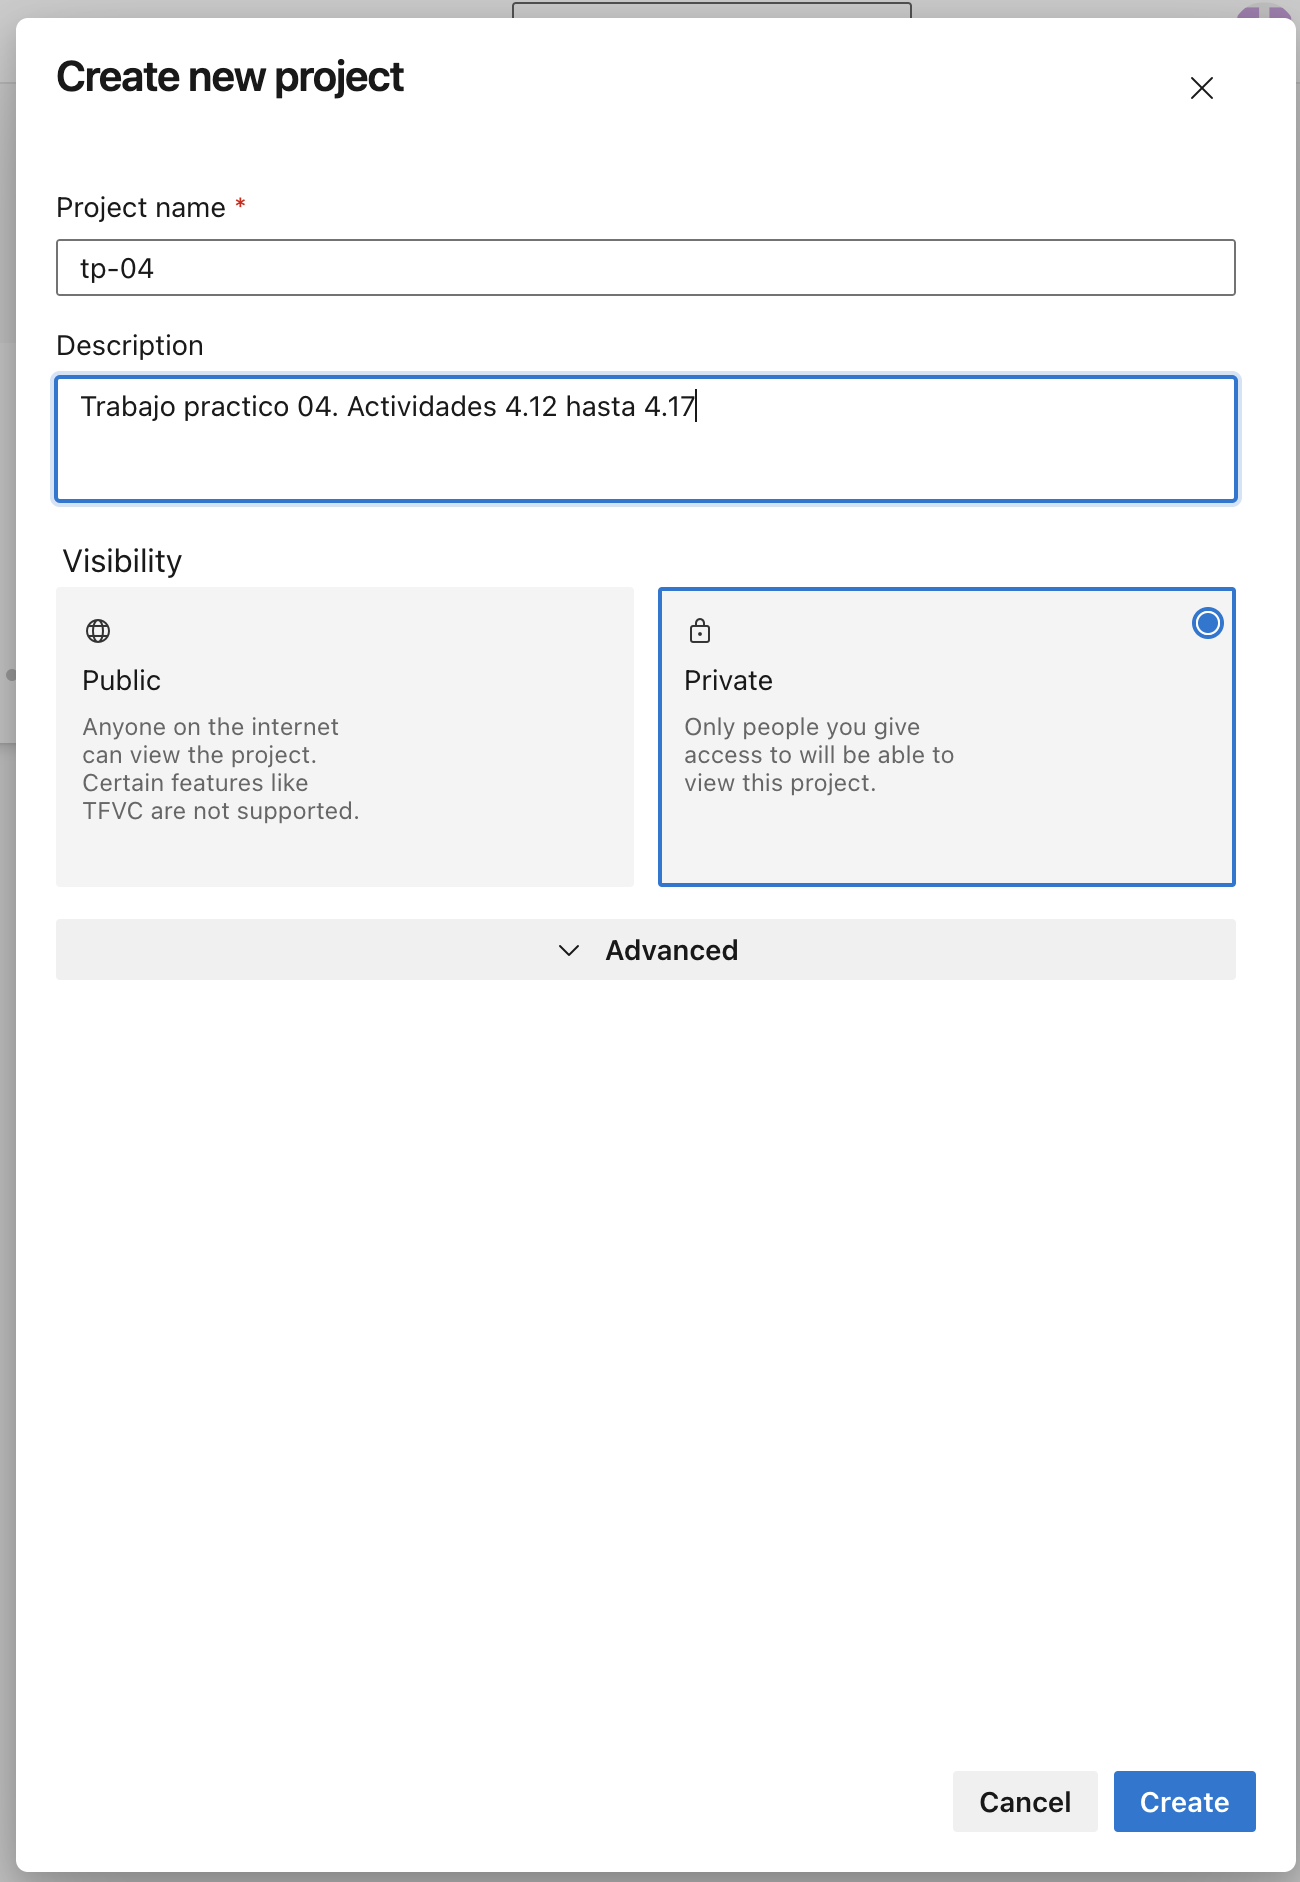 Create new project
Project name *
tp-04
Description
Trabajo practico 04. Actividades 4.12 hasta 4.17
Visibility
Public
Anyone on the internet
can view the project.
Certain features like
TFVC are not supported.
Private
Only people you give
access to will be able to
view this project.
Advanced
Cancel
Create